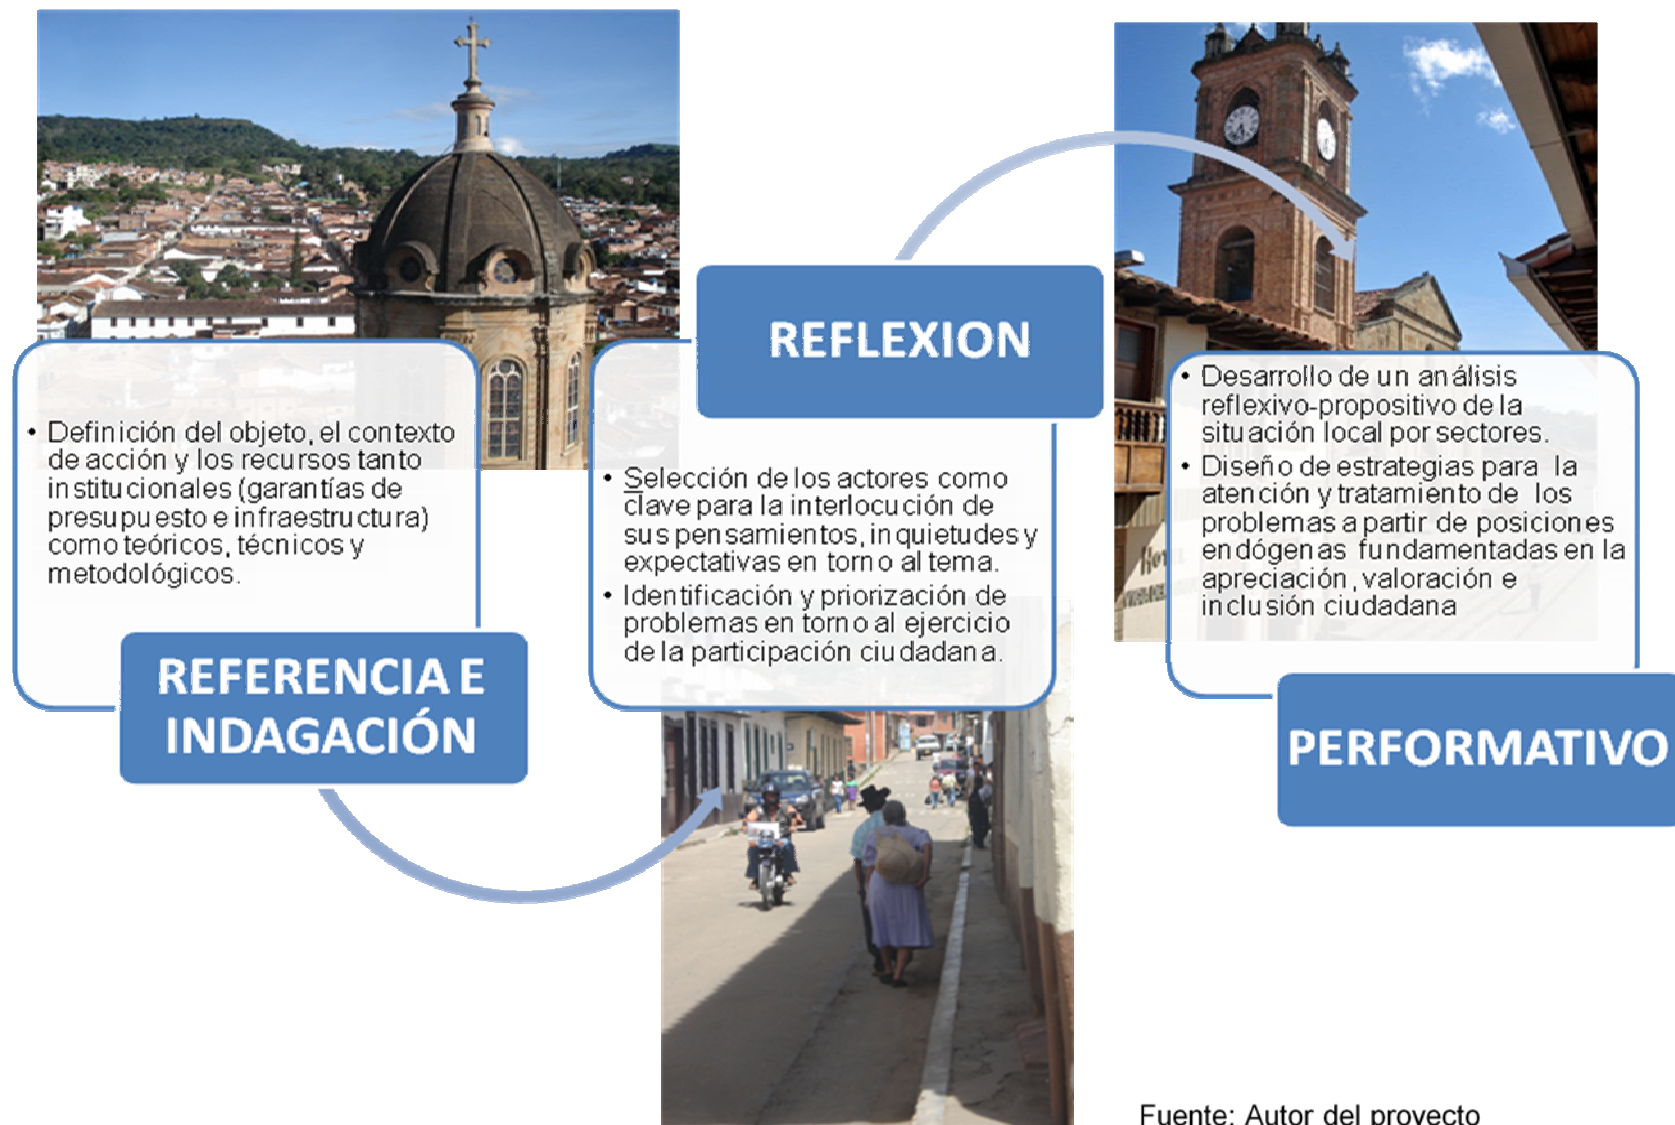 • Definición del objeto, el contexto
de acción y los recursos tanto
institucionales (garantías de
presupuesto e infraestructura)
como teóricos, técnicos y
metodológicos.
REFERENCIA E
INDAGACIÓN
REFLEXION
• Selección de los actores como
clave para la interlocución de
sus pensamientos, inquietudes y
expectativas en torno al tema.
• Identificación y priorización de
problemas en torno al ejercicio
de la participación ciudadana.
• Desarrollo de un análisis
reflexivo-propositivo de la
situación local por sectores.
• Diseño de estrategias para la
atención y tratamiento de los
problemas a partir de posiciones
endógenas fundamentadas en la
apreciación, valoración e
inclusión ciudadana
PERFORMATIVO
Fuente: Autor del proyecto